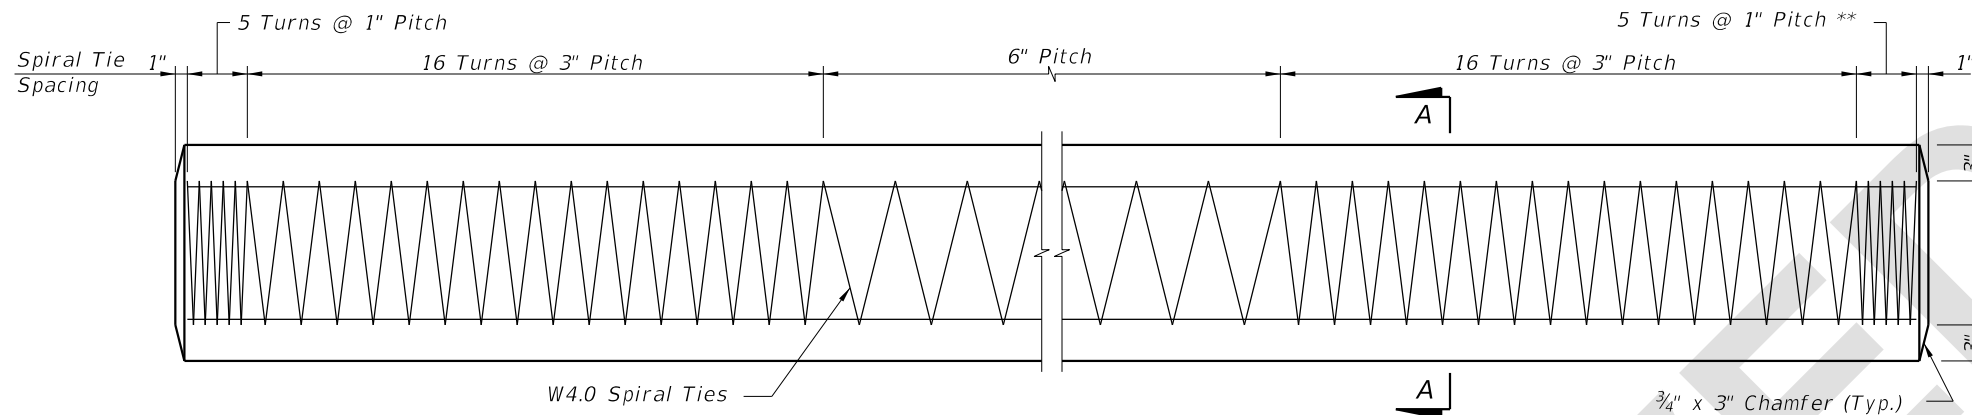 5 Turns @ 1" Pitch
5 Turns @ 1" Pitch **
Spiral Tie 1"
Spacing
16 Turns @ 3" Pitch
6" Pitch
16 Turns @ 3" Pitch
1"
A
W4.0 Spiral Ties
A
¾" x 3" Chamfer (Typ.)